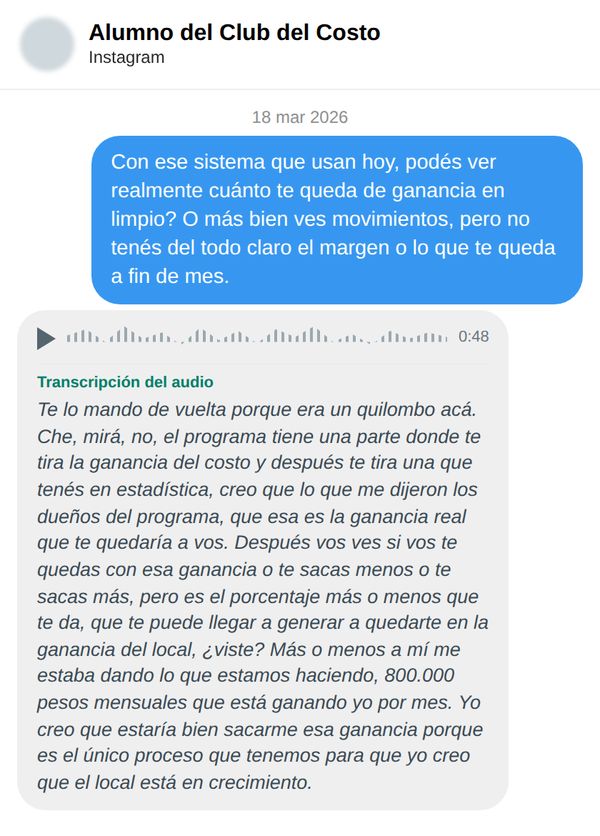 Alumno del Club del Costo
Instagram
18 mar 2026
Con ese sistema que usan hoy, podés ver
realmente cuánto te queda de ganancia en
limpio? O más bien ves movimientos, pero no
tenés del todo claro el margen o lo que te queda
a fin de mes.
0:48
Transcripción del audio
Te lo mando de vuelta porque era un quilombo acá.
Che, mirá, no, el programa tiene una parte donde te
tira la ganancia del costo y después te tira una que
tenés en estadística, creo que lo que me dijeron los
dueños del programa, que esa es la ganancia real
que te quedaría a vos. Después vos ves si vos te
quedas con esa ganancia o te sacas menos o te
sacas más, pero es el porcentaje más o menos que
te da, que te puede llegar a generar a quedarte en la
ganancia del local, ¿viste? Más o menos a mí me
estaba dando lo que estamos haciendo, 800.000
pesos mensuales que está ganando yo por mes. Yo
creo que estaría bien sacarme esa ganancia porque
es el único proceso que tenemos para que yo creo
que el local está en crecimiento.